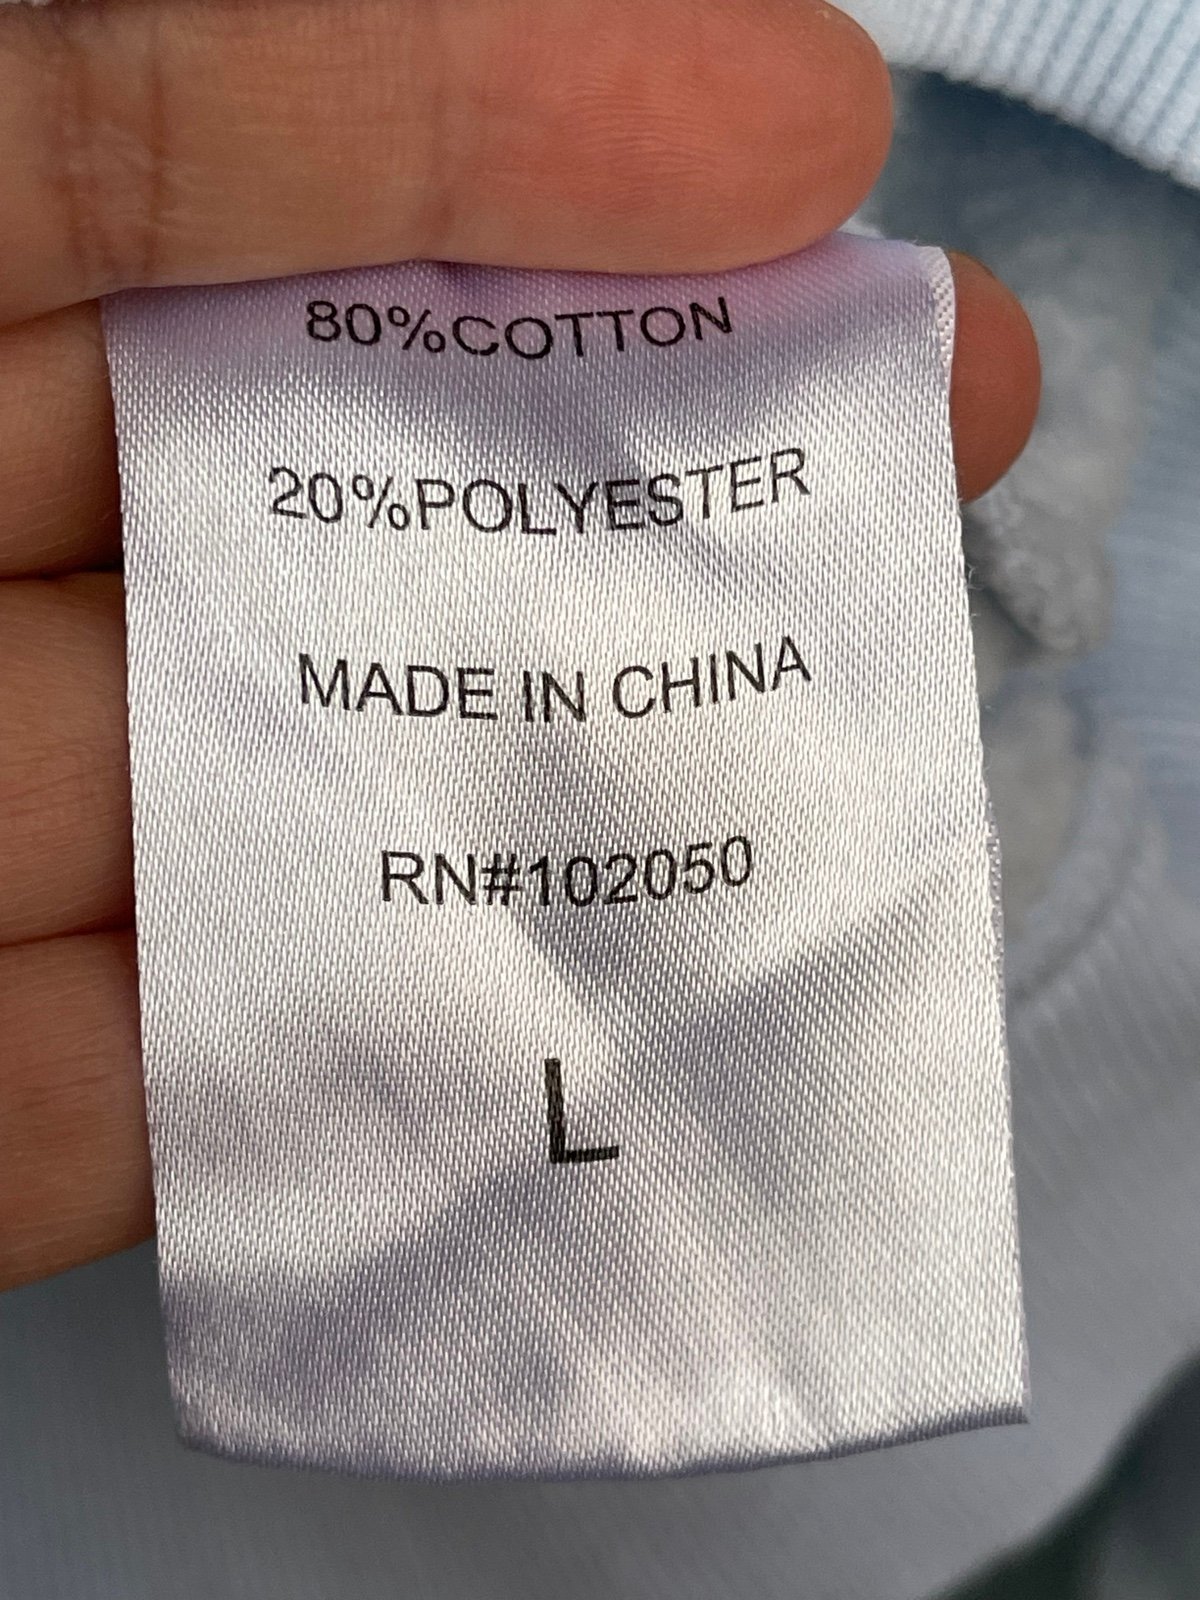 80%COTTON
20%POLYESTER
MADE IN CHINA
RN#102050
L